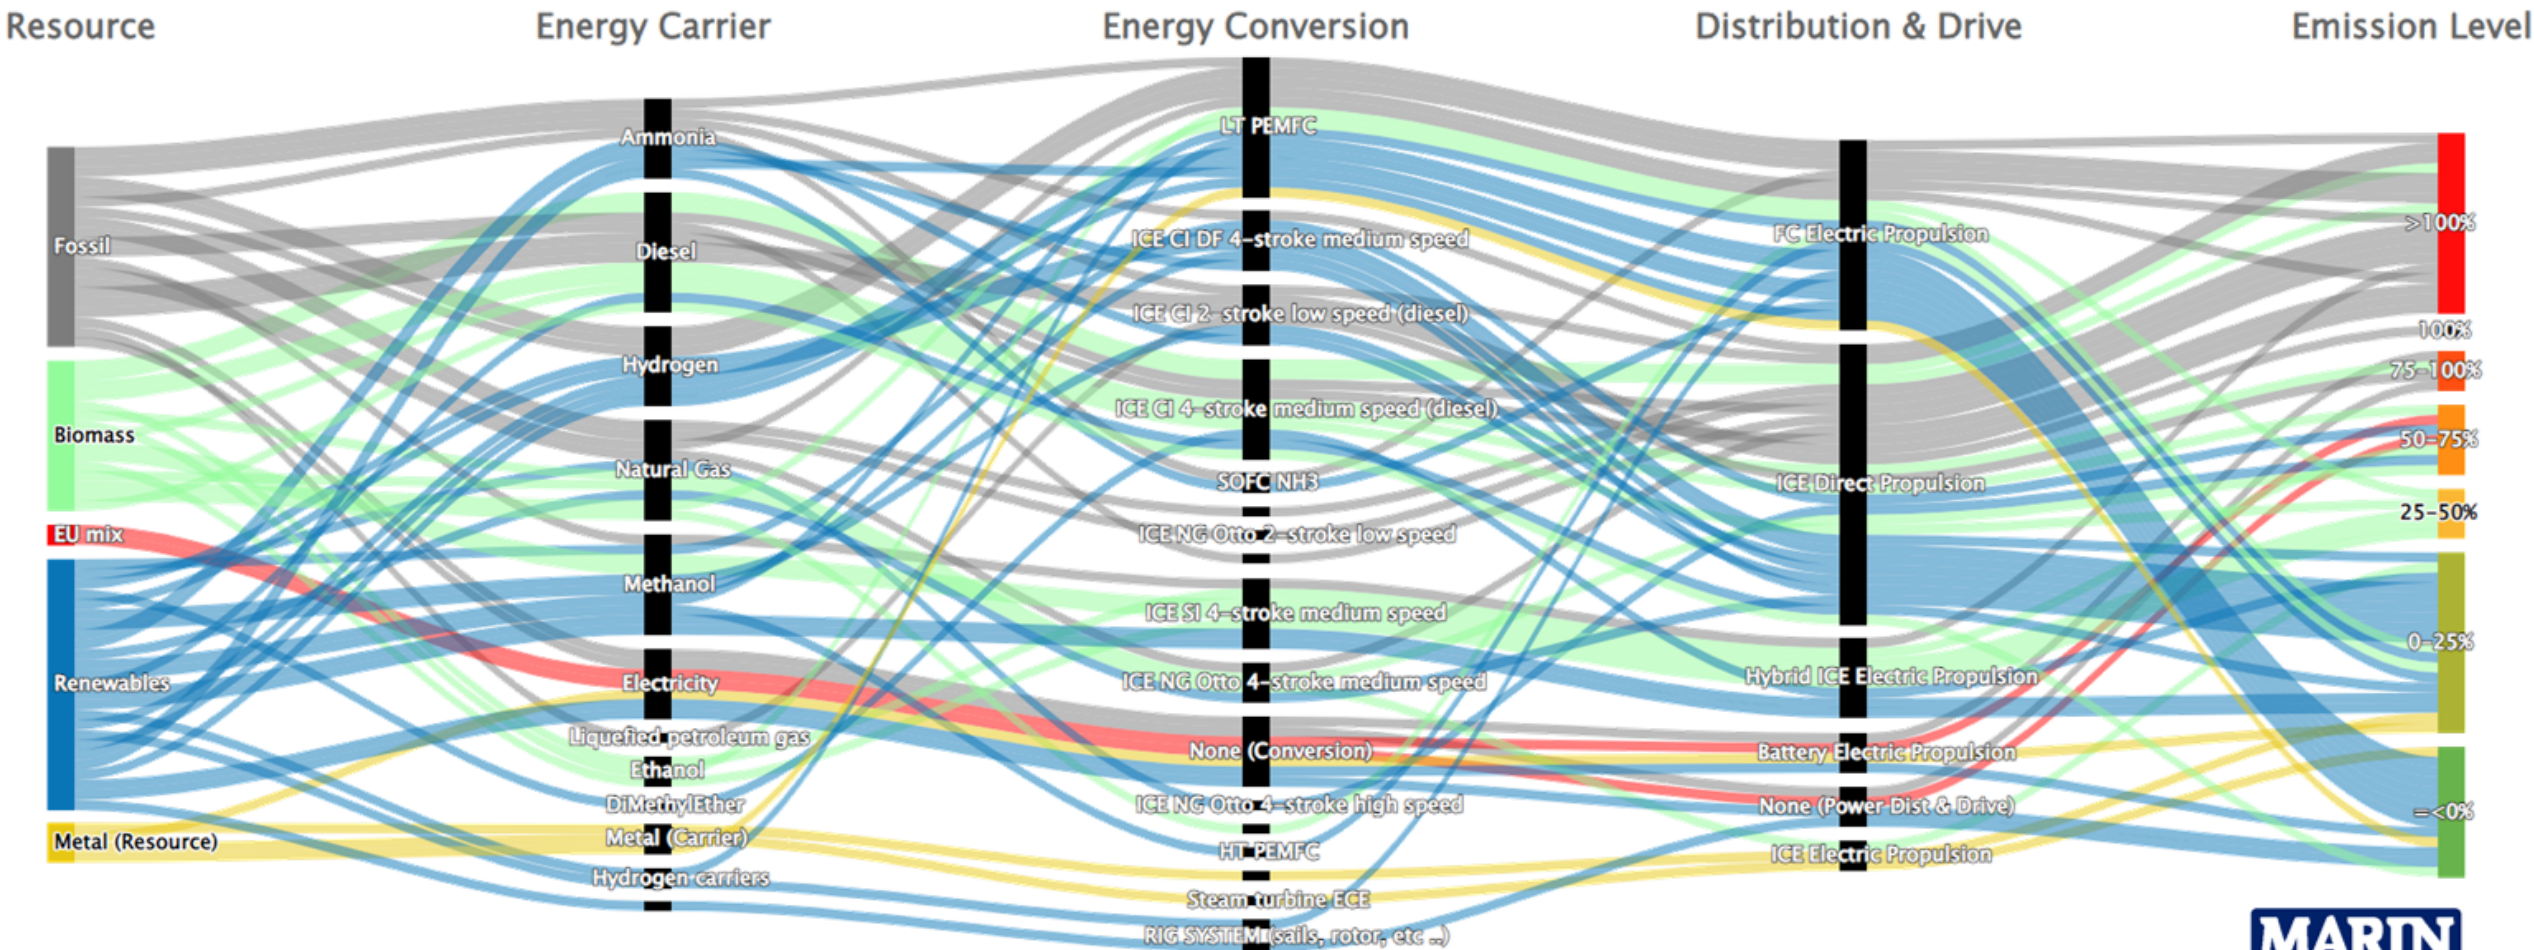 Resource
Energy Carrier
Energy Conversion
Distribution & Drive
Emission Level
Fossil
Biomass
EU mix
Renewables
Metal (Resource)
Ammonia
Diesel
Hydrogen
Natural Gas
Methanol
Electricity
Liquefied petroleum gas
Ethanol
DiMethylEther
Metal (Carrier)
Hydrogen carriers
LT PEMFC
ICE CI DF 4-stroke medium speed
ICE CI 2-stroke low speed (diesel)
ICE CI 4-stroke medium speed (diesel)
SOFC NH3
ICE NG Otto 2-stroke low speed
ICE SI 4-stroke medium speed
ICE NG Otto 4-stroke medium speed
None (Conversion)
ICE NG Otto 4-stroke high speed
HT PEMFC
Steam turbine ECE
RIG SYSTEM (sails, rotor, etc ..)
FC Electric Propulsion
ICE Direct Propulsion
Hybrid ICE Electric Propulsion
Battery Electric Propulsion
None (Power Dist & Drive)
ICE Electric Propulsion
>100%
100%
75-100%
50-75%
25-50%
0-25%
=<0%
MARIN